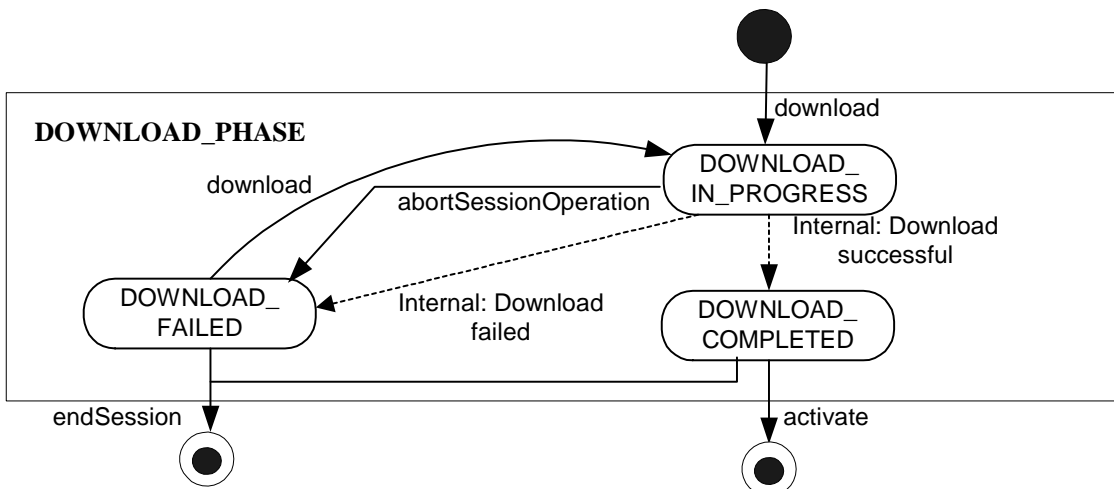 download
DOWNLOAD_PHASE
DOWNLOAD_
IN_PROGRESS
download
abortSessionOperation
Internal: Download
successful
DOWNLOAD_
FAILED
Internal: Download
failed
DOWNLOAD_
COMPLETED
endSession
activate